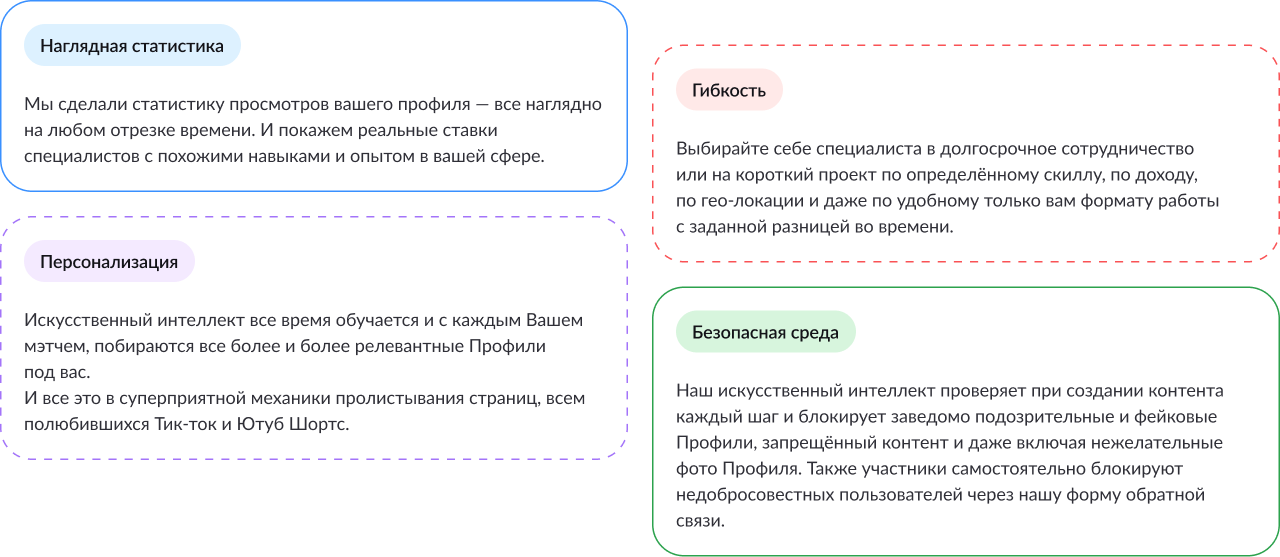 Наглядная статистика
Мы сделали статистику просмотров вашего профиля — все наглядно
на любом отрезке времени. И покажем реальные ставки
специалистов с похожими навыками и опытом в вашей сфере.
Персонализация
Искусственный интеллект все время обучается и с каждым Вашем
мэтчем, побираются все более и более релевантные Профили
под вас.
И все это в суперприятной механики пролистывания страниц, всем
полюбившихся Тик-ток и Ютуб Шортс.
Гибкость
Выбирайте себе специалиста в долгосрочное сотрудничество
или на короткий проект по определённому скиллу, по доходу,
по гео-локации и даже по удобному только вам формату работы
с заданной разницей во времени.
Безопасная среда
Наш искусственный интеллект проверяет при создании контента
каждый шаг и блокирует заведомо подозрительные и фейковые
Профили, запрещённый контент и даже включая нежелательные
фото Профиля. Также участники самостоятельно блокируют
недобросовестных пользователей через нашу форму обратной
связи.